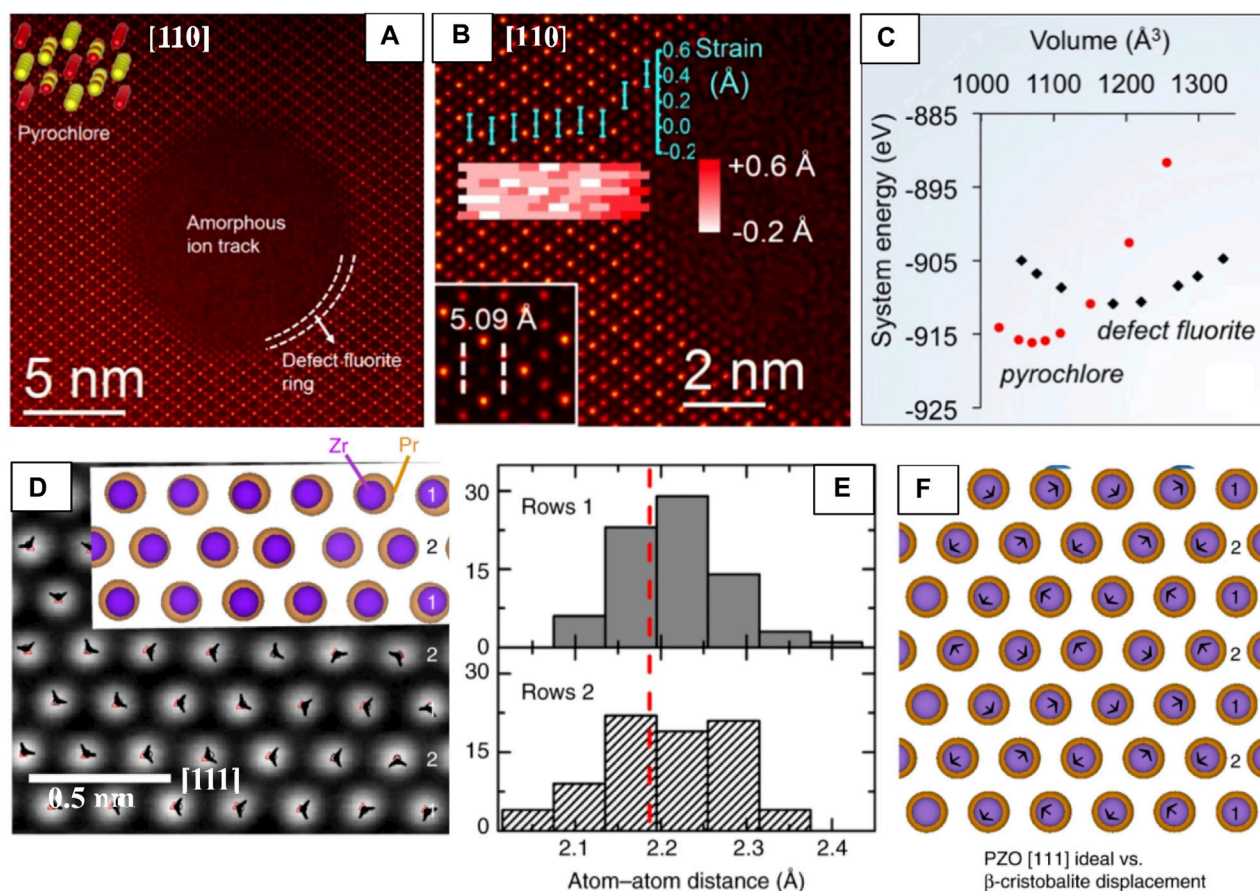 [110]
A
Pyrochlore
Amorphous
ion track
Defect fluorite
ring
5 nm
B
[110]
0.6
0.4
0.2
0.0
-0.2
Strain
(Å)
+0.6 Å
-0.2 Å
5.09 Å
2 nm
C
Volume (Å³)
1000
1100
1200
1300
System energy (eV)
-885
-895
-905
-915
-925
defect fluorite
pyrochlore
D
Zr
Pr
1
2
1
2
1
2
1
0.5 nm
[111]
E
Rows 1
30
15
0
Rows 2
30
15
0
2.1
2.2
2.3
2.4
Atom–atom distance (Å)
F
1
2
1
2
1
2
1
PZO [111] ideal vs.
β-cristobalite displacement